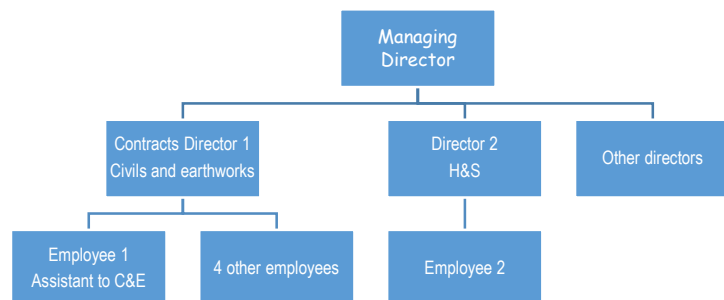 Managing
Director
Contracts Director 1
Civils and earthworks
Director 2
H&S
Other directors
Employee 1
Assistant to C&E
4 other employees
Employee 2